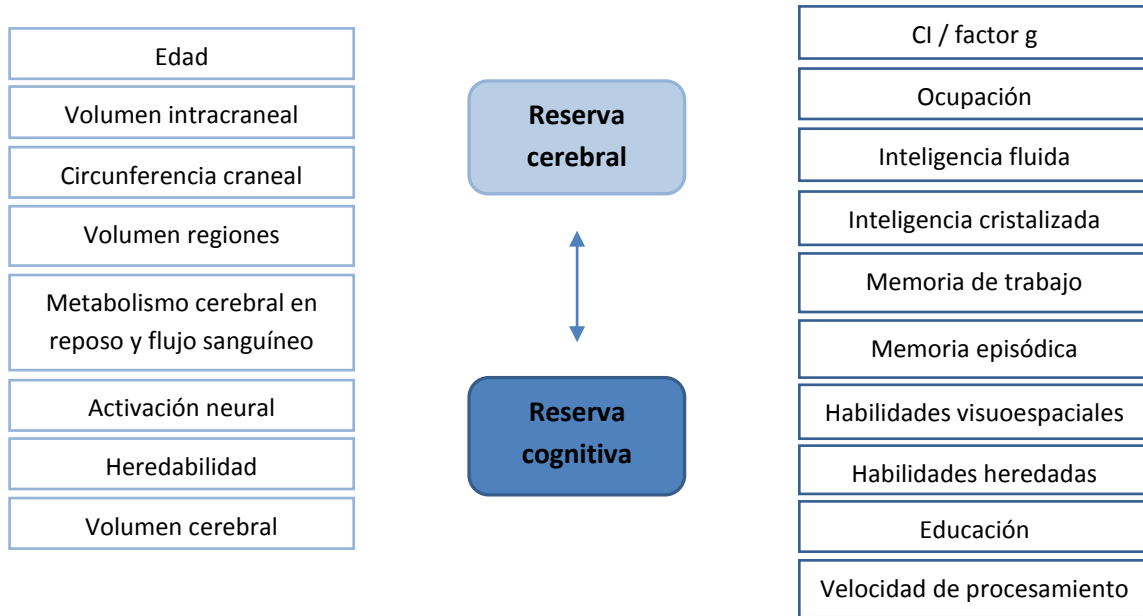 Edad
Volumen intracraneal
Circunferencia craneal
Volumen regiones
Metabolismo cerebral en
reposo y flujo sanguíneo
Activación neural
Heredabilidad
Volumen cerebral
Reserva
cerebral
Reserva
cognitiva
CI / factor g
Ocupación
Inteligencia fluida
Inteligencia cristalizada
Memoria de trabajo
Memoria episódica
Habilidades visuoespaciales
Habilidades heredadas
Educación
Velocidad de procesamiento